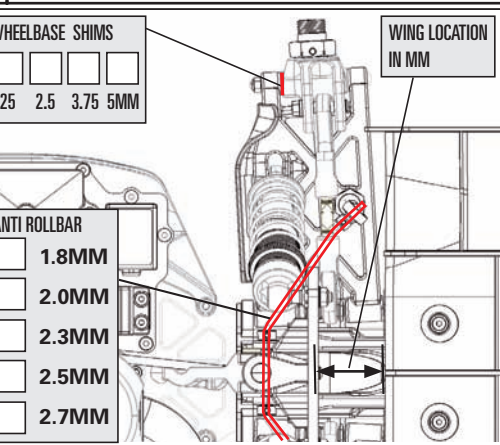 WHEELBASE SHIMS
25 2.5 3.75 5MM
WING LOCATION
IN MM
ANTI ROLLBAR
1.8MM
2.0MM
2.3MM
2.5MM
2.7MM